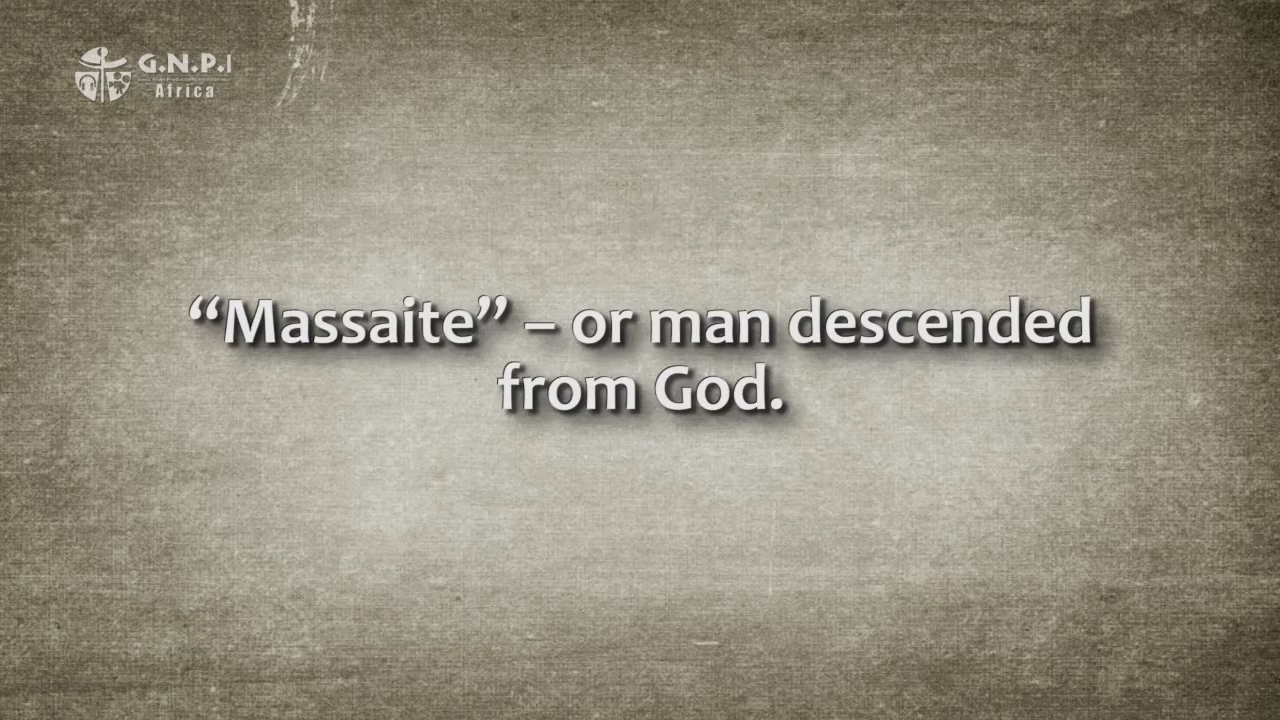 G.N.P.I
Africa
“Massaite” – or man descended
from God.